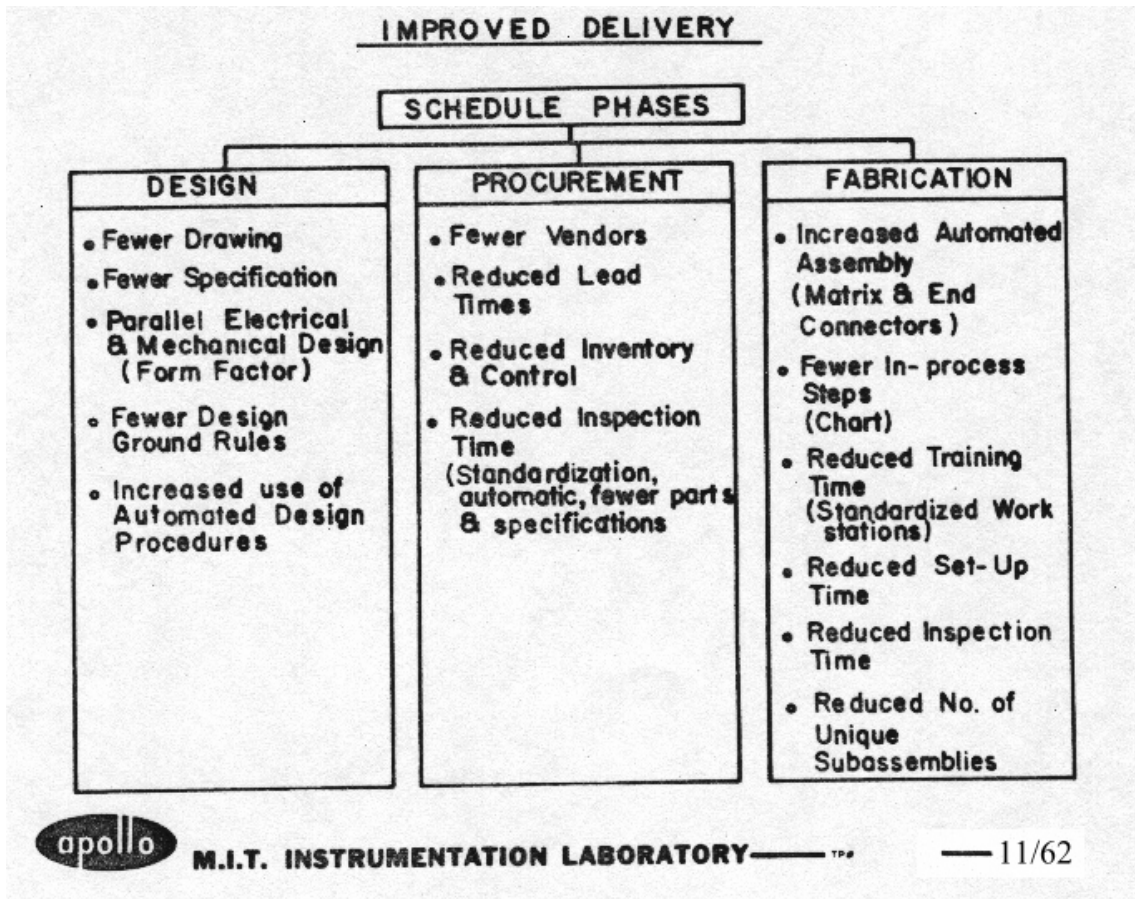 IMPROVED DELIVERY
SCHEDULE PHASES
DESIGN
• Fewer Drawing
• Fewer Specification
• Parallel Electrical
& Mechanical Design
(Form Factor)
• Fewer Design
Ground Rules
• Increased use of
Automated Design
Procedures
PROCUREMENT
• Fewer Vendors
• Reduced Lead
Times
• Reduced Inventory
& Control
• Reduced Inspection
Time
(Standardization,
automatic, fewer parts
& specifications
FABRICATION
• Increased Automated
Assembly
(Matrix & End
Connectors)
• Fewer In-process
Steps
(Chart)
• Reduced Training
Time
(Standardized Work
stations)
• Reduced Set-Up
Time
• Reduced Inspection
Time
• Reduced No. of
Unique
Subassemblies
apollo
M.I.T. INSTRUMENTATION LABORATORY
— 11/62